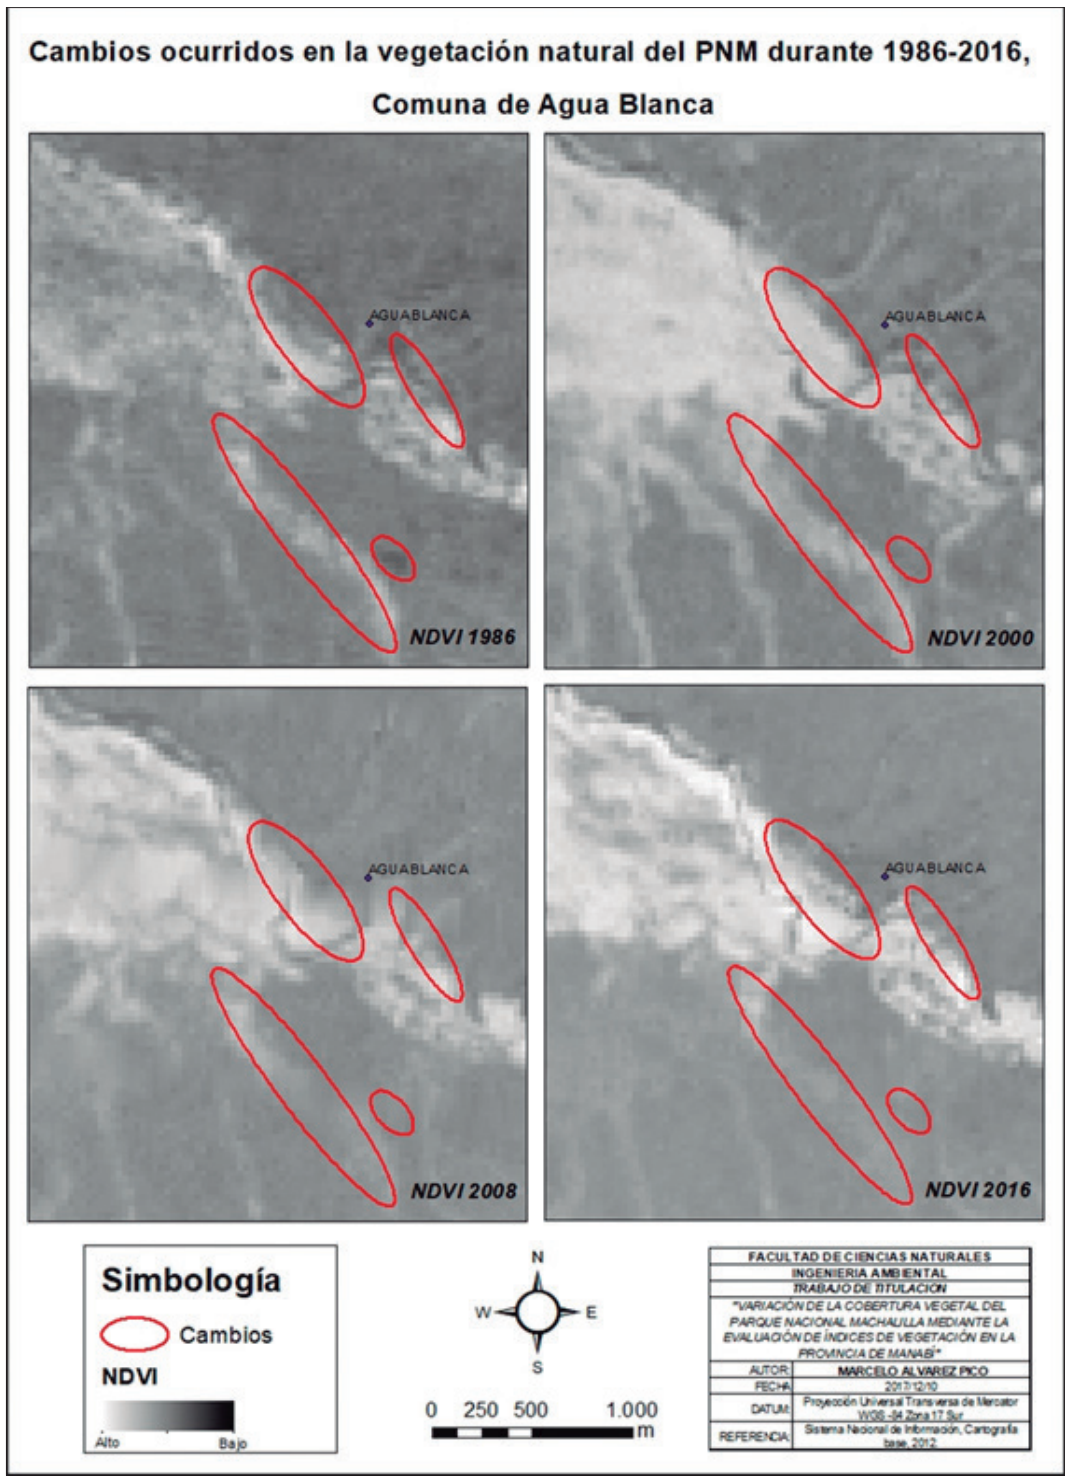 Cambios ocurridos en la vegetación natural del PNM durante 1986-2016,
Comuna de Agua Blanca
AGUABLANCA
NDVI 1986
AGUABLANCA
NDVI 2000
AGUABLANCA
NDVI 2008
AGUABLANCA
NDVI 2016
Simbología
Cambios
NDVI
Alto
Bajo
N
W
E
S
0 250 500 1.000
m
FACULTAD DE CIENCIAS NATURALES
INGENIERIA AMBIENTAL
TRABAJO DE TITULACION
"VARIACIÓN DE LA COBERTURA VEGETAL DEL
PARQUE NACIONAL MACHALILLA MEDIANTE LA
EVALUACIÓN DE ÍNDICES DE VEGETACIÓN EN LA
PROVINCIA DE MANABÍ"
AUTOR: MARCELO ALVAREZ PICO
FECHA 2017/12/10
DATUM: Proyección Universal Transversa de Mercator
WGS -84 Zona 17 Sur
REFERENCIA: Sistema Nacional de Información, Cartografía
base, 2012.